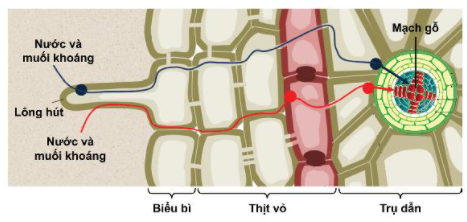 Mạch gỗ
Nước và
muối khoáng
Lông hút
Nước và
muối khoáng
Biểu bì
Thịt vỏ
Trụ dẫn